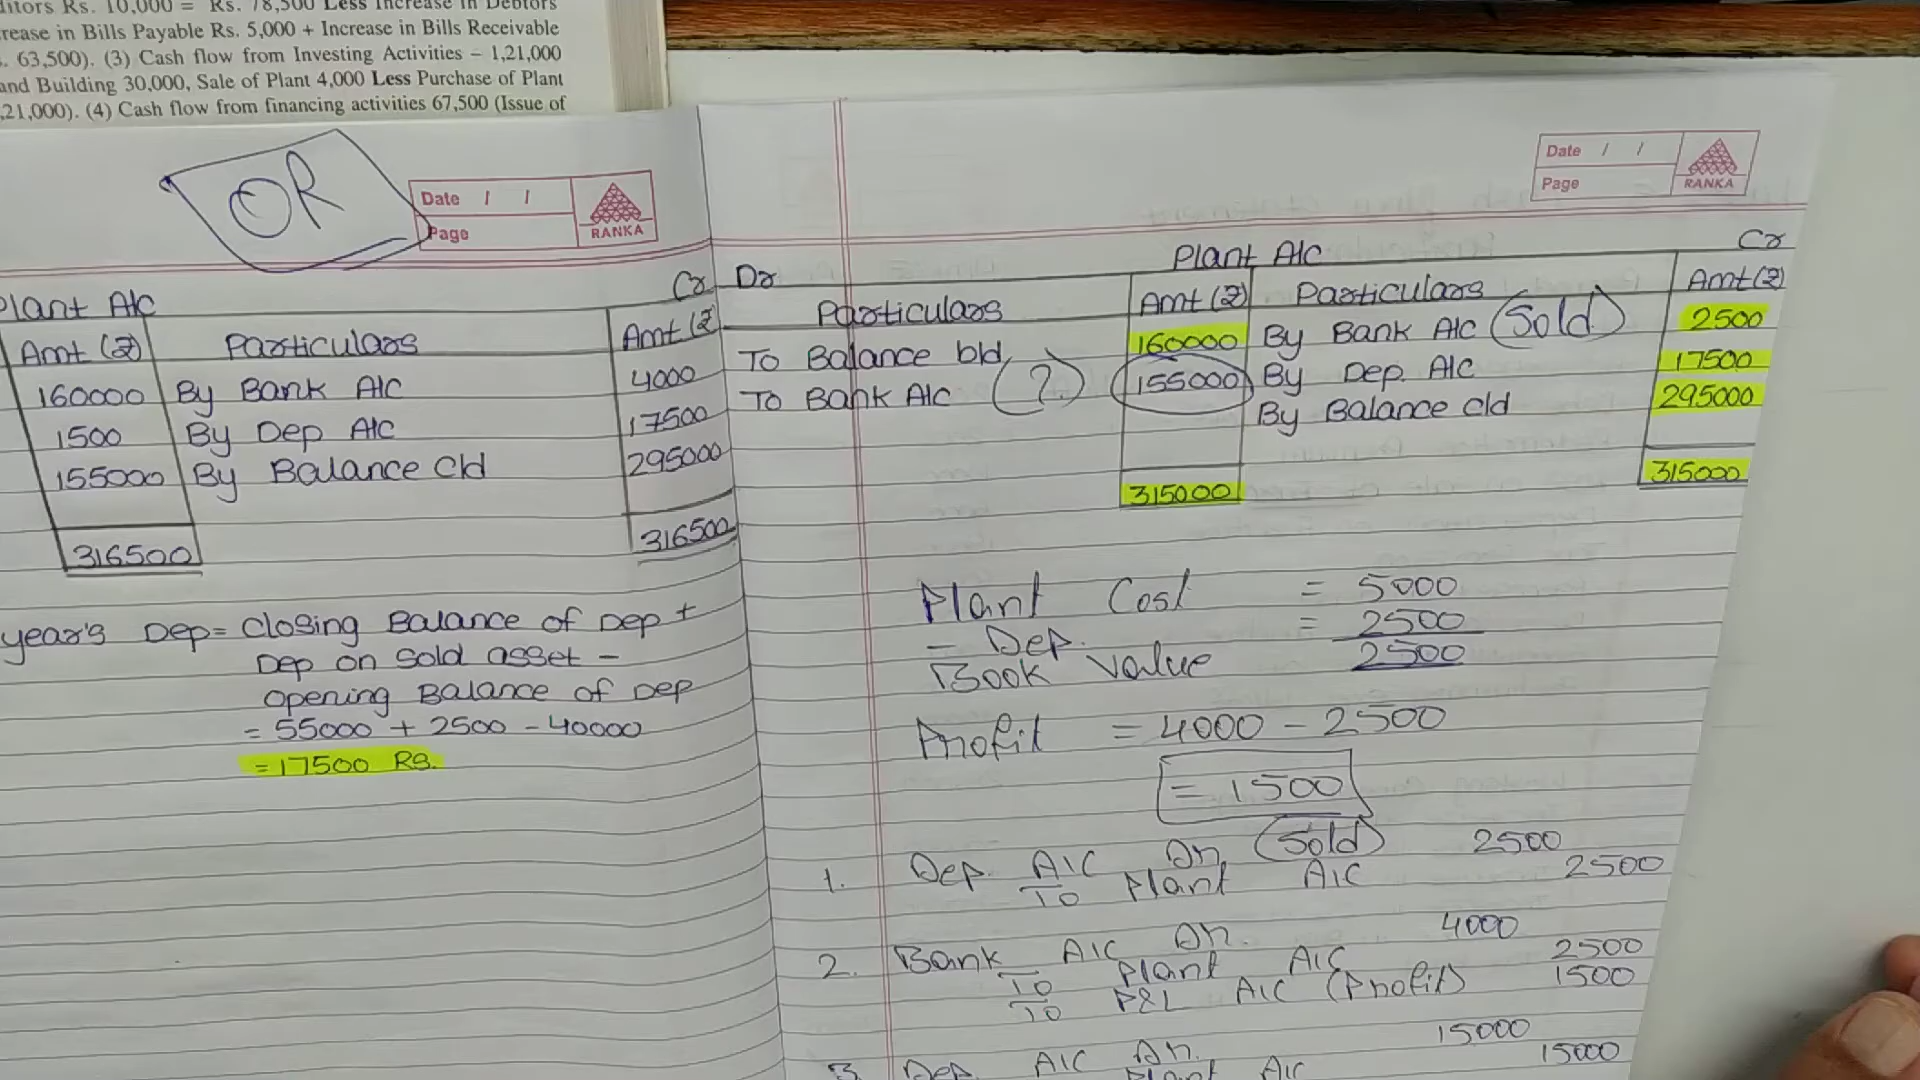 ditors Rs. 10,000 = Rs. 78,500 Less Increase in Debtors
rease in Bills Payable Rs. 5,000 + Increase in Bills Receivable
. 63,500). (3) Cash flow from Investing Activities – 1,21,000
and Building 30,000, Sale of Plant 4,000 Less Purchase of Plant
,21,000). (4) Cash flow from financing activities 67,500 (Issue of
OR
Date / /
Page
RANKA
Plant A/c
Cr
Amt (₹) Particulars Amt (₹)
160000 By Bank A/c 4000
1500 By Dep A/c 17500
155000 By Balance c/d 295000
316500 316500
year's Dep = Closing Balance of Dep +
Dep on sold asset –
opening Balance of Dep
= 55000 + 2500 - 40000
= 17500 Rs.
Date / /
Page
RANKA
Dr Plant A/c Cr
Particulars Amt (₹) Particulars Amt (₹)
To Balance b/d 160000 By Bank A/c (Sold) 2500
To Bank A/c (?) 155000 By Dep. A/c 17500
By Balance c/d 295000
315000 315000
Plant Cost = 5000
- Dep. = 2500
Book Value 2500
Profit = 4000 - 2500
= 1500
1. Dep. A/c Dr. (Sold) 2500
To Plant A/c 2500
2. Bank A/c Dr. 4000
To Plant A/c 2500
To P&L A/c (Profit) 1500
3. Dep. A/c Dr. 15000
Plant A/c 15000